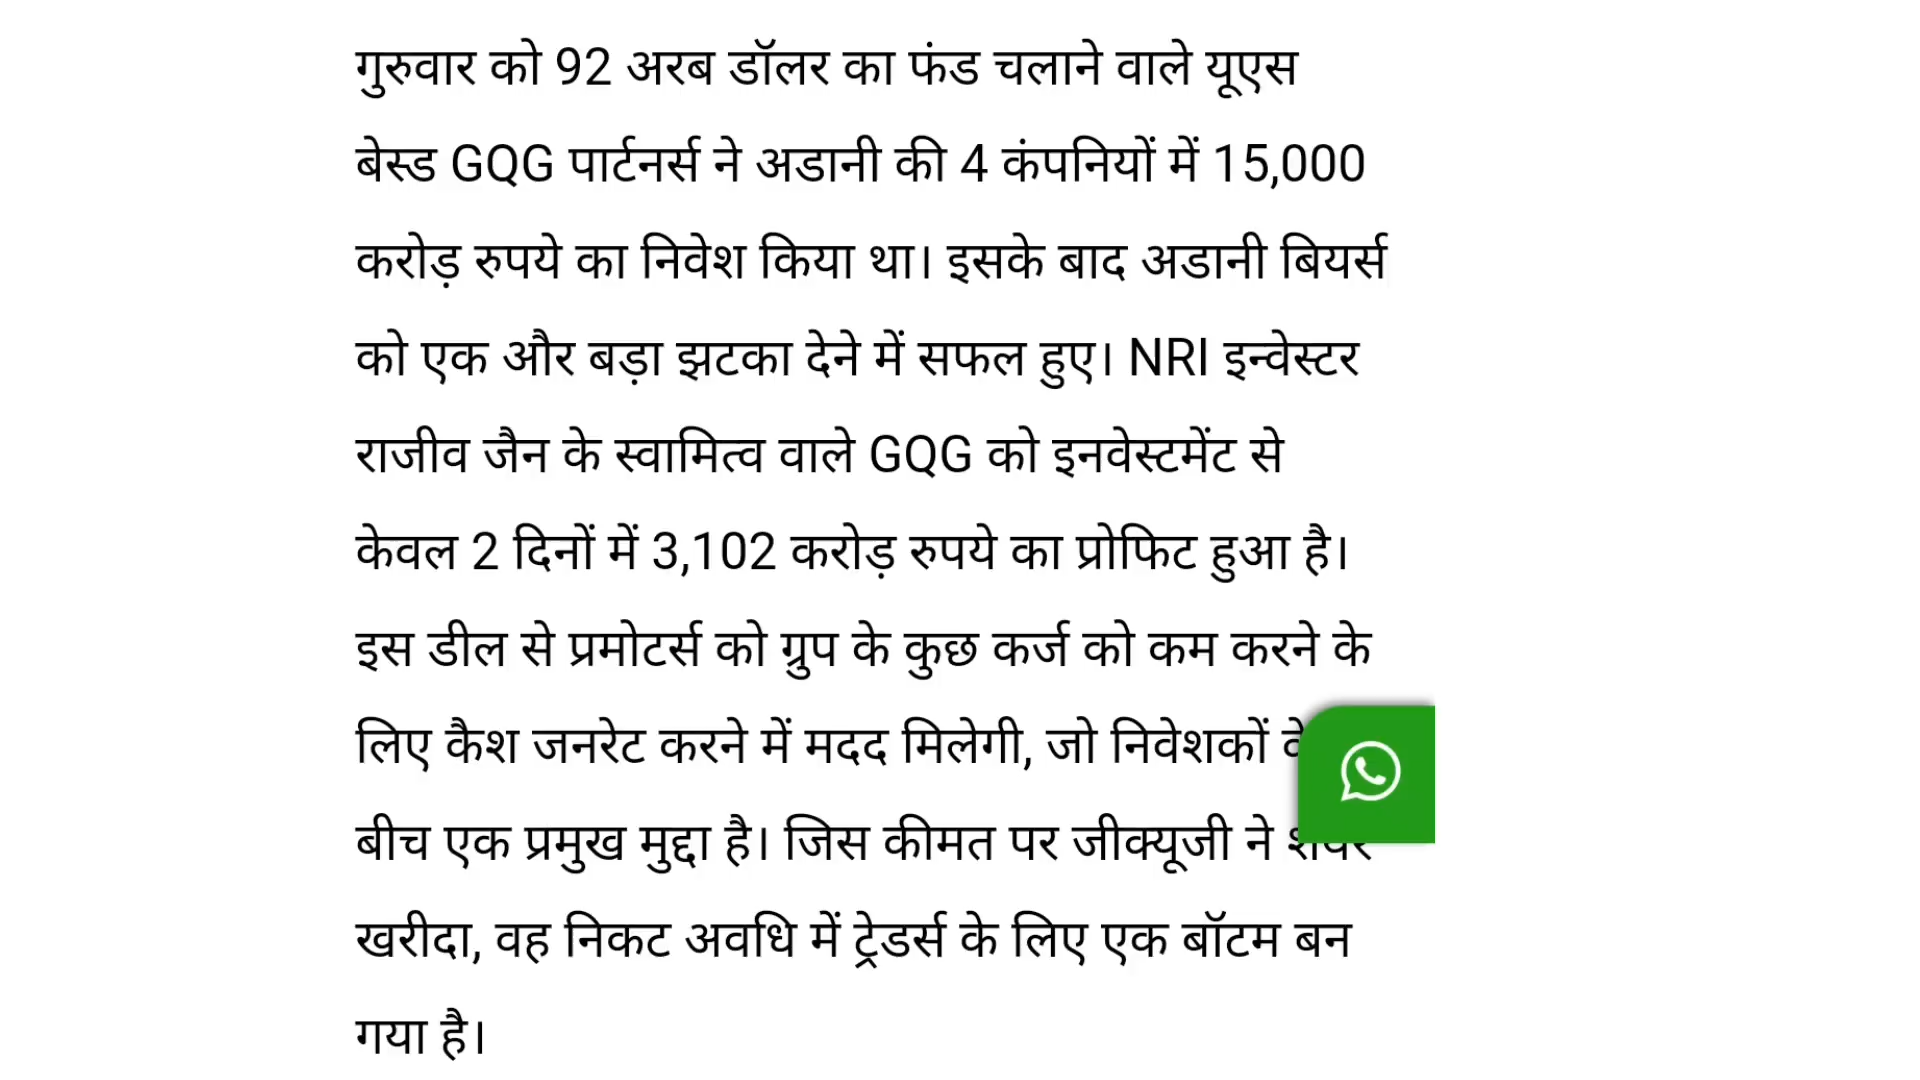 गुरुवार को 92 अरब डॉलर का फंड चलाने वाले यूएस
बेस्ड GQG पार्टनर्स ने अडानी की 4 कंपनियों में 15,000
करोड़ रुपये का निवेश किया था। इसके बाद अडानी बियर्स
को एक और बड़ा झटका देने में सफल हुए। NRI इन्वेस्टर
राजीव जैन के स्वामित्व वाले GQG को इनवेस्टमेंट से
केवल 2 दिनों में 3,102 करोड़ रुपये का प्रोफिट हुआ है।
इस डील से प्रमोटर्स को ग्रुप के कुछ कर्ज को कम करने के
लिए कैश जनरेट करने में मदद मिलेगी, जो निवेशकों
बीच एक प्रमुख मुद्दा है। जिस कीमत पर जीक्यूजी ने
खरीदा, वह निकट अवधि में ट्रेडर्स के लिए एक बॉटम बन
गया है।